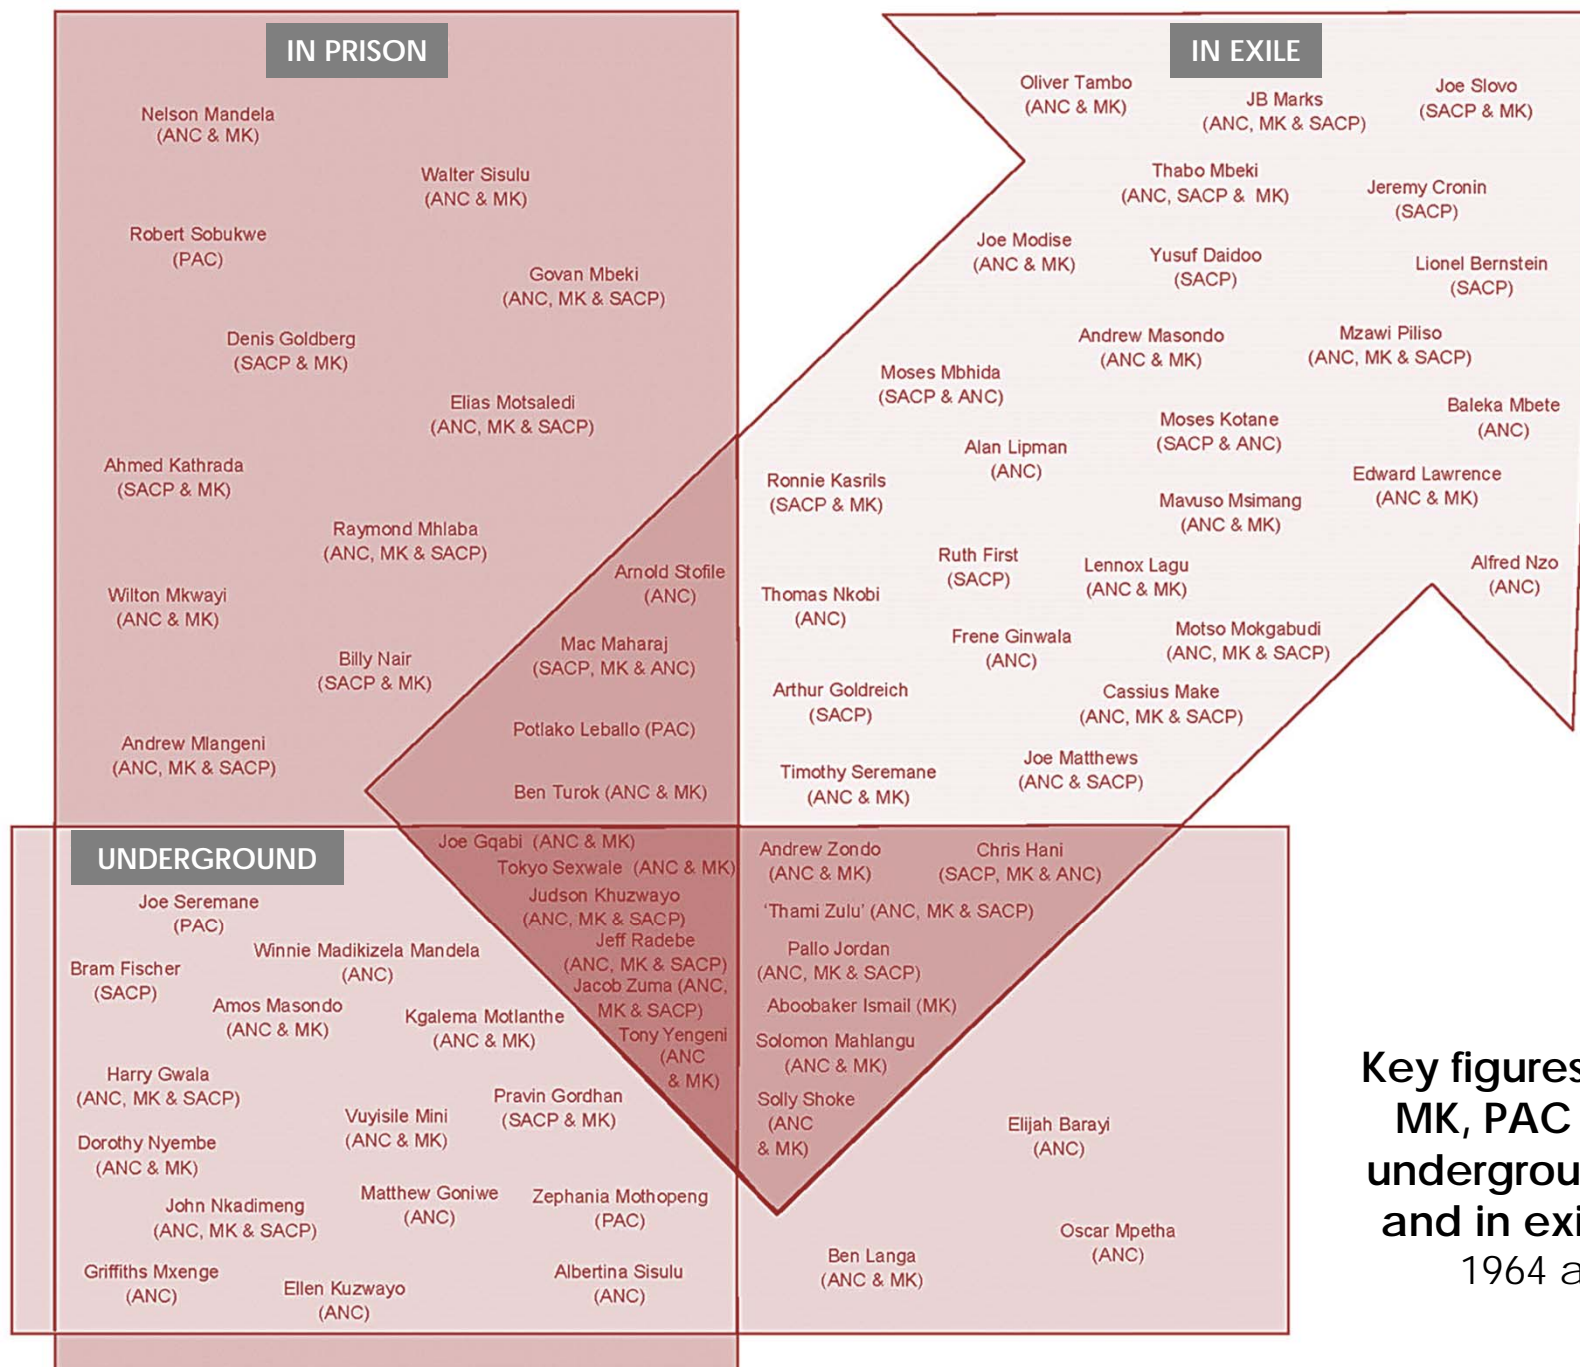 IN PRISON
Nelson Mandela
(ANC & MK)
Walter Sisulu
(ANC & MK)
Robert Sobukwe
(PAC)
Govan Mbeki
(ANC, MK & SACP)
Denis Goldberg
(SACP & MK)
Elias Motsaledi
(ANC, MK & SACP)
Ahmed Kathrada
(SACP & MK)
Raymond Mhlaba
(ANC, MK & SACP)
Wilton Mkwayi
(ANC & MK)
Billy Nair
(SACP & MK)
Andrew Mlangeni
(ANC, MK & SACP)
Arnold Stofile
(ANC)
Mac Maharaj
(SACP, MK & ANC)
Potlako Leballo (PAC)
Ben Turok (ANC & MK)
IN EXILE
Oliver Tambo
(ANC & MK)
JB Marks
(ANC, MK & SACP)
Joe Slovo
(SACP & MK)
Thabo Mbeki
(ANC, SACP & MK)
Jeremy Cronin
(SACP)
Joe Modise
(ANC & MK)
Yusuf Daidoo
(SACP)
Lionel Bernstein
(SACP)
Andrew Masondo
(ANC & MK)
Mzawi Piliso
(ANC, MK & SACP)
Moses Mbhida
(SACP & ANC)
Baleka Mbete
(ANC)
Moses Kotane
(SACP & ANC)
Alan Lipman
(ANC)
Ronnie Kasrils
(SACP & MK)
Edward Lawrence
(ANC & MK)
Mavuso Msimang
(ANC & MK)
Ruth First
(SACP)
Lennox Lagu
(ANC & MK)
Alfred Nzo
(ANC)
Thomas Nkobi
(ANC)
Frene Ginwala
(ANC)
Motso Mokgabudi
(ANC, MK & SACP)
Arthur Goldreich
(SACP)
Cassius Make
(ANC, MK & SACP)
Timothy Seremane
(ANC & MK)
Joe Matthews
(ANC & SACP)
UNDERGROUND
Joe Gqabi (ANC & MK)
Tokyo Sexwale (ANC & MK)
Judson Khuzwayo
(ANC, MK & SACP)
Jeff Radebe
(ANC, MK & SACP)
Jacob Zuma (ANC,
MK & SACP)
Tony Yengeni
(ANC
& MK)
Andrew Zondo
(ANC & MK)
Chris Hani
(SACP, MK & ANC)
'Thami Zulu' (ANC, MK & SACP)
Pallo Jordan
(ANC, MK & SACP)
Aboobaker Ismail (MK)
Solomon Mahlangu
(ANC & MK)
Solly Shoke
(ANC
& MK)
Joe Seremane
(PAC)
Winnie Madikizela Mandela
(ANC)
Bram Fischer
(SACP)
Amos Masondo
(ANC & MK)
Kgalema Motlanthe
(ANC & MK)
Harry Gwala
(ANC, MK & SACP)
Pravin Gordhan
(SACP & MK)
Vuyisile Mini
(ANC & MK)
Dorothy Nyembe
(ANC & MK)
Matthew Goniwe
(ANC)
Zephania Mothopeng
(PAC)
John Nkadimeng
(ANC, MK & SACP)
Griffiths Mxenge
(ANC)
Ellen Kuzwayo
(ANC)
Albertina Sisulu
(ANC)
Elijah Barayi
(ANC)
Oscar Mpetha
(ANC)
Ben Langa
(ANC & MK)
Key figures
MK, PAC
undergrou
and in exi
1964 a